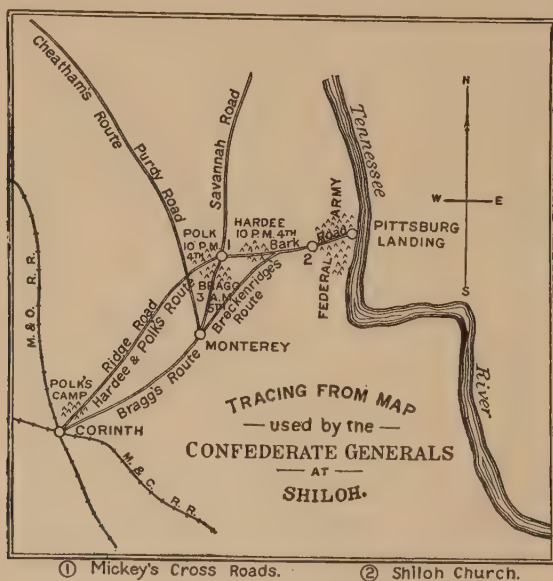 Cheatham's
Route
Purdy Road
Savannah Road
Tennessee
N
W
E
S
POLK
10 P.M.
4TH
HARDEE
10 P.M. 4TH
ARMY
1
Bark
Road
2
FEDERAL
PITTSBURG
LANDING
BRAGG
3 A.M.
5TH
Breckenridges
Route
M.&O. R.R.
Ridge Road
Hardee & Polks Route
MONTEREY
Bragg's Route
POLK'S
CAMP
CORINTH
M.&C. R.R.
River
TRACING FROM MAP
— used by the —
CONFEDERATE GENERALS
— AT —
SHILOH.
① Mickey's Cross Roads.
② Shiloh Church.